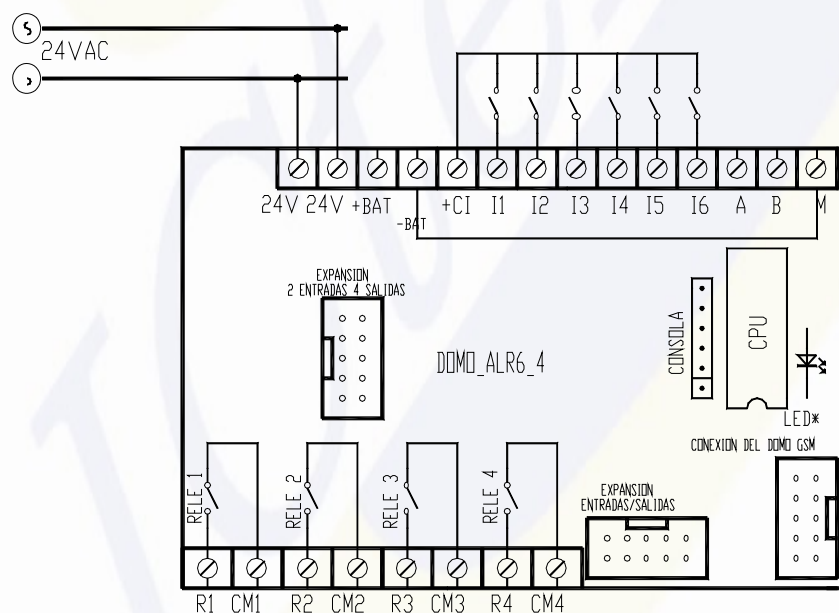 24VAC
24V 24V +BAT -BAT +CI I1 I2 I3 I4 I5 I6 A B M
EXPANSION
2 ENTRADAS 4 SALIDAS
DOMO_ALR6_4
CONSOLA
CPU
LED*
CONEXION DEL DOMO GSM
RELE 1
RELE 2
RELE 3
RELE 4
EXPANSION
ENTRADAS/SALIDAS
R1 CM1 R2 CM2 R3 CM3 R4 CM4